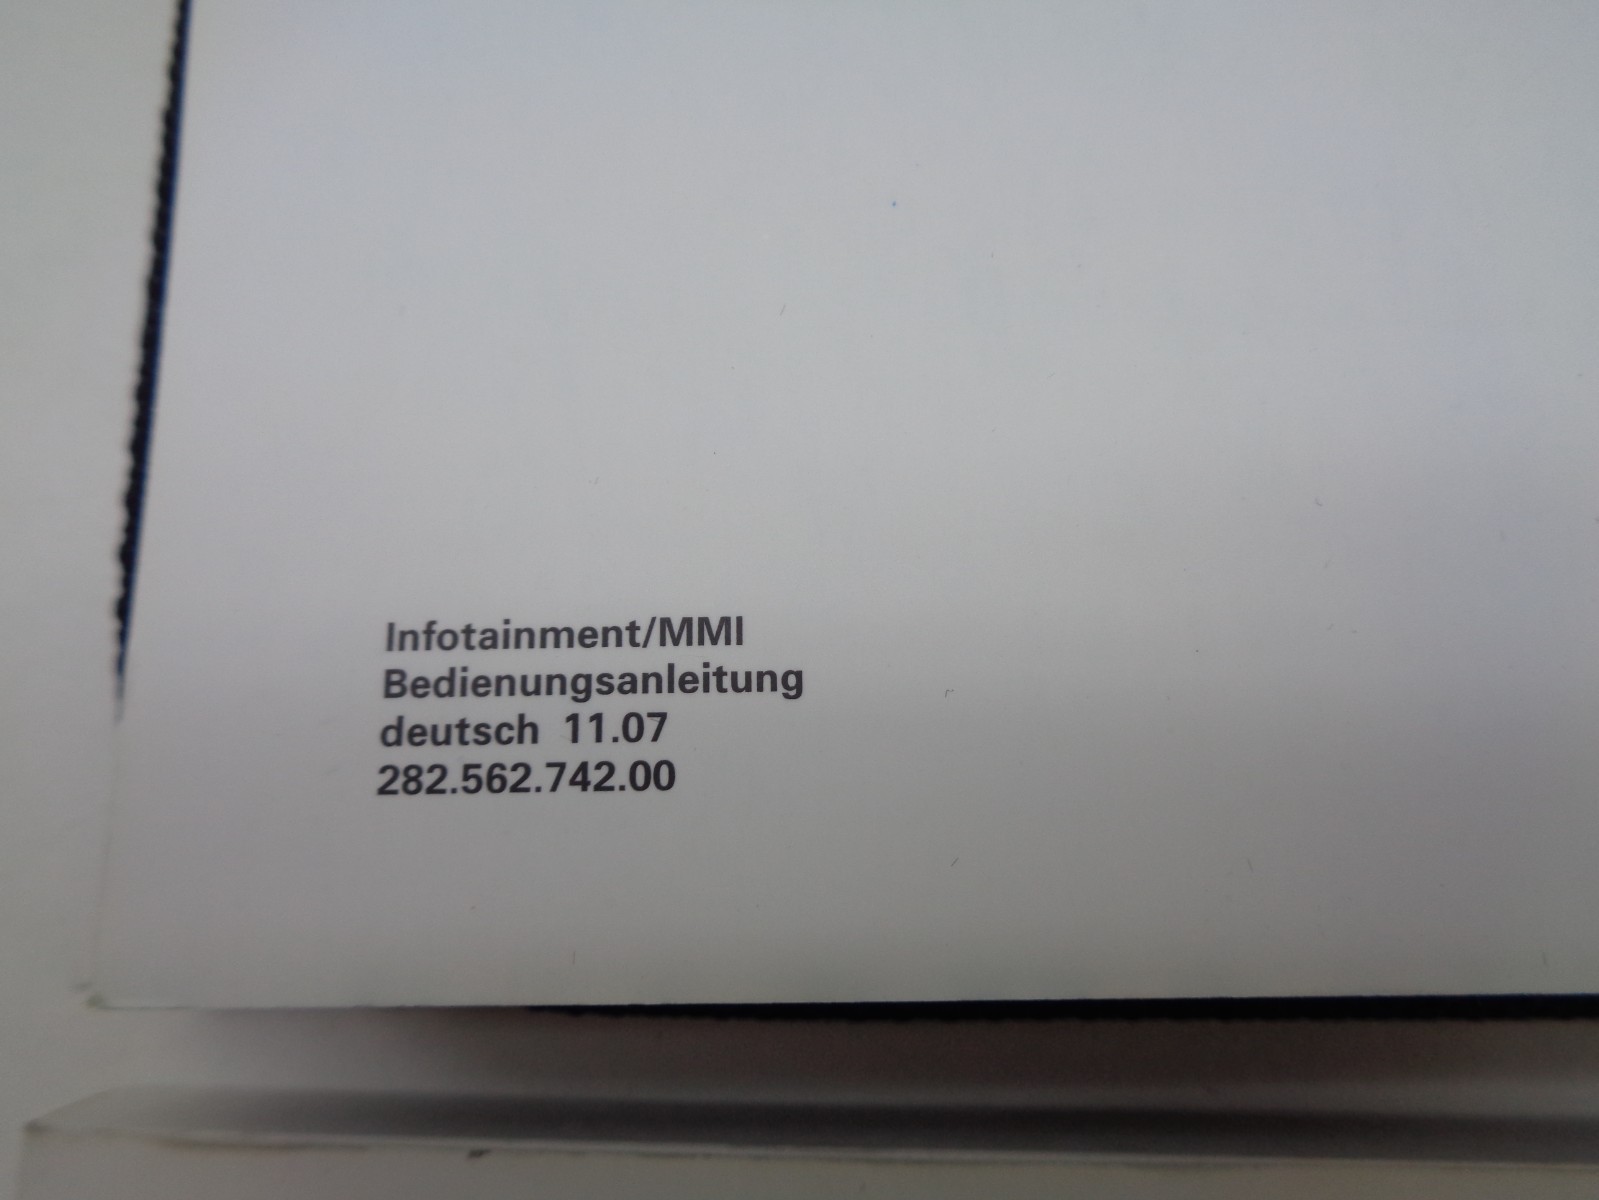 Infotainment/MMI
Bedienungsanleitung
deutsch 11.07
282.562.742.00